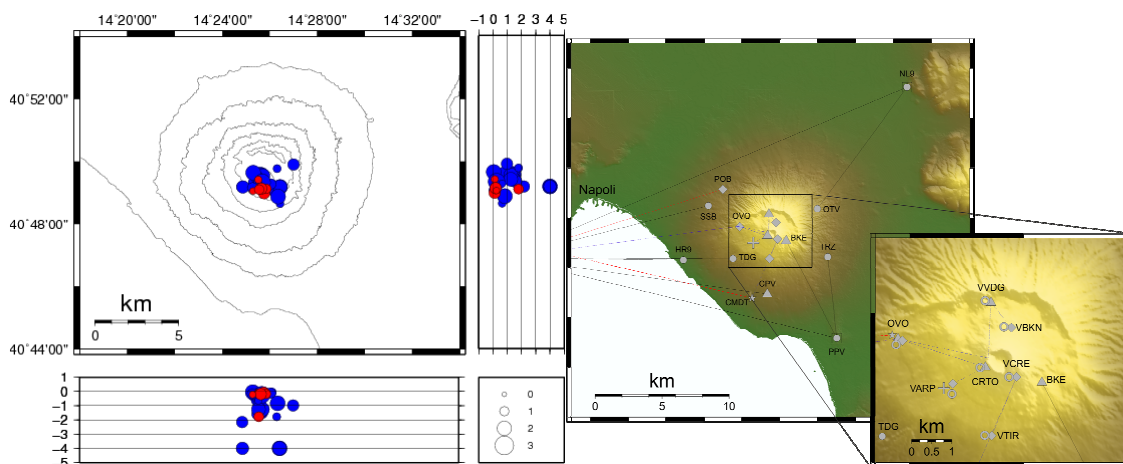 14˚20'00"
14˚24'00"
14˚28'00"
14˚32'00"
−1 0 1 2 3 4 5
40˚52'00"
40˚48'00"
40˚44'00"
km
0 5
1
0
−1
−2
−3
−4
5
0
1
2
3
NL9
POB
Napoli
SSB
OVO
OTV
BKE
HR9
TDG
TRZ
CPV
CMDT
PPV
km
0 5 10
VVDG
OVO
VBKN
VCRE
CRTO
BKE
VARP
TDG
VTIR
km
0 0.5 1